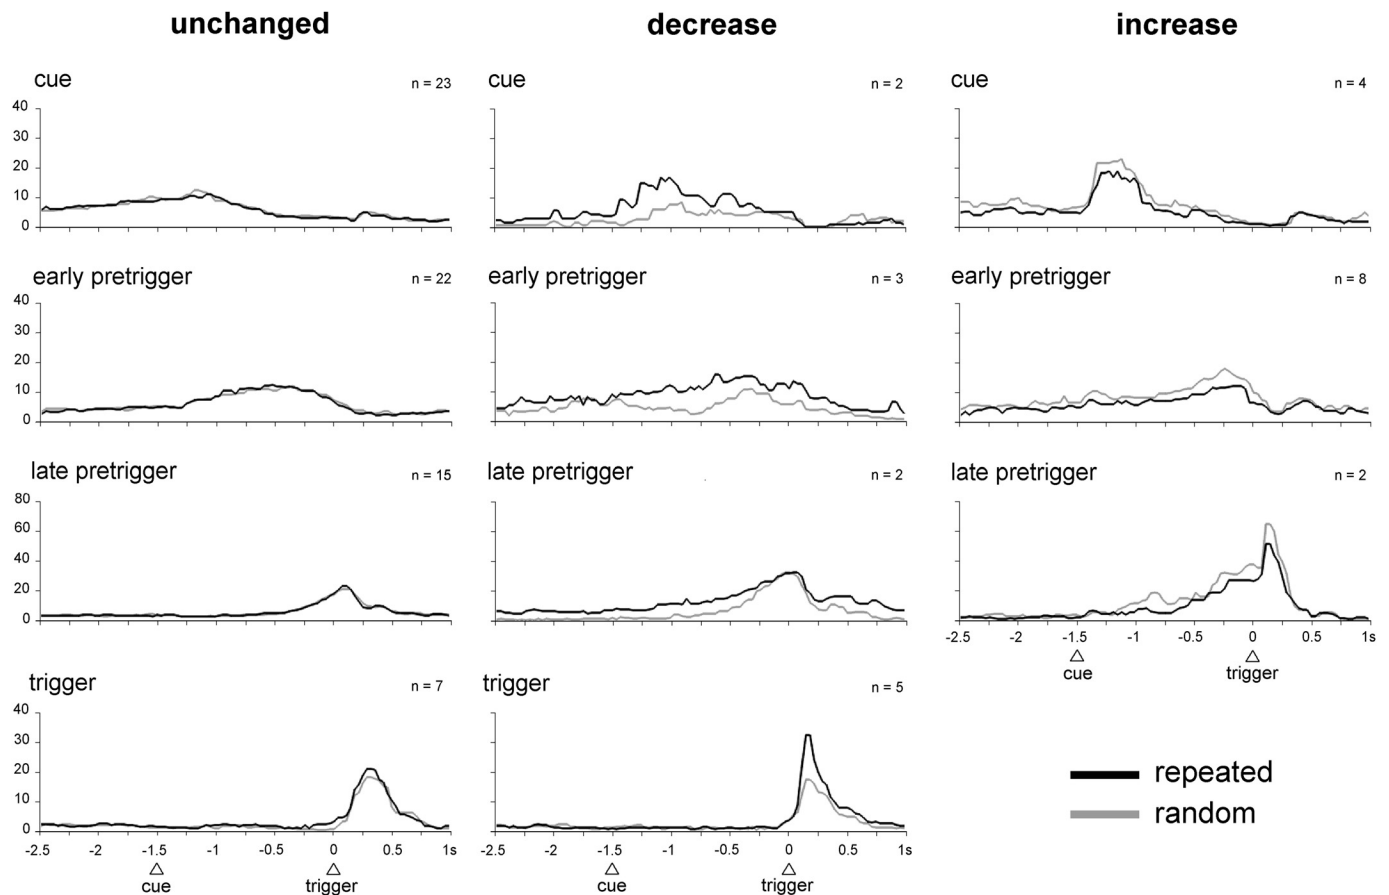 unchanged decrease increase
cue n = 23 cue n = 2 cue n = 4
40
30
20
10
0
early pretrigger n = 22 early pretrigger n = 3 early pretrigger n = 8
40
30
20
10
0
late pretrigger n = 15 late pretrigger n = 2 late pretrigger n = 2
80
60
40
20
0
-2.5 -2 -1.5 -1 -0.5 0 0.5 1s
cue trigger
trigger n = 7 trigger n = 5
40
30
20
10
0
-2.5 -2 -1.5 -1 -0.5 0 0.5 1s -2.5 -2 -1.5 -1 -0.5 0 0.5 1s
cue trigger cue trigger
repeated
random